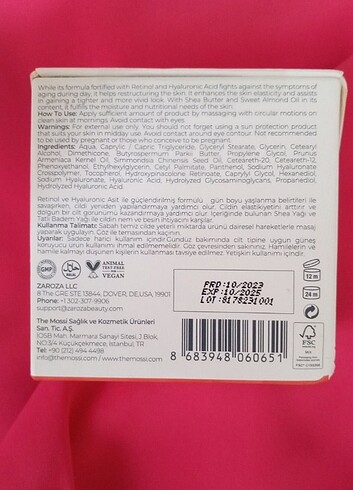 While its formula fortified with Retinol and Hyaluronic Acid fights against the symptoms of
aging during day, it helps restructuring the skin. It enhances the skin elasticity and assists
in gaining a tighter and more vivid look. With Shea Butter and Sweet Almond Oil in its
content, it fulfills the moisture and nutritional needs of the skin.
How To Use: Apply sufficient amount of product by massaging with circular motions on
clean skin at mornings. Avoid contact with eyes.
Warnings: For external use only. You should not forget using a sun protection product
that suits your skin in midday use. Avoid contact around eye contour. Not recommended
to be used by pregnant or those who conceive to be pregnant.
Ingredients: Aqua, Caprylic / Capric Triglyceride, Glyceryl Stearate, Glycerin, Cetearyl
Alcohol, Dimethicone, Butyrospermum Parkii Butter, Propylene Glycol, Prunus
Armeniaca Kernel Oil, Simmondsia Chinensis Seed Oil, Ceteareth-20, Ceteareth-12,
Phenoxyethanol, Ethylhexylglycerin, Cetyl Palmitate, Panthenol, Sodium Hyaluronate
Crosspolymer, Tocopherol, Hydroxycinnamic Retinoate, Caprylyl Glycol, Hexanediol,
Sodium Hyaluronate, Hyaluronic Acid, Hydrolyzed Glycosaminoglycans, Propanediol,
Hydrolyzed Hyaluronic Acid
Retinol ve Hyaluronik Asit ile güçlendirilmiş formülü gün boyu yaşlanma belirtileri ile
savaşırken, cildi yeniden yapılandırmaya yardımcı olur. Cildin elastikiyetini arttırır ve
dolgun bir cilt görünümü kazandırmaya yardımcı olur. İçeriğinde bulunan Shea Yağı ve
Tatlı Badem Yağı ile cildin nem ve besin ihtiyacını karşılar.
Kullanma Talimatı: Sabah temiz cilde yeterli miktarda ürünü dairesel hareketlerle masaj
yaparak uygulayın. Göz ile temasından kaçının.
Uyarılar: Sadece harici kullanım içindir. Gündüz bakımında cilt tipine uygun güneş
koruyucu ürün kullanımı ihmal edilmemelidir. Göz çevresinden sakınınız. Hamilelerin ve
hamile kalmayı düşünen kişilerin kullanımı tavsiye edilmez. Yetişkin kullanımı içindir.
GMP
ANIMAL
TEST FREE
VEGAN
12 m
24 m
ZAROZA LLC
8 The GRE STE 13844, DOVER, DE,USA, 19901
Phone: +1 302-307-9906
support@zarozabeauty.com
The Mossi Sağlık ve Kozmetik Ürünleri
San. Tic. A.Ş.
IOSB Mah. Marmara Sanayi Sitesi, J Blok,
NO:3/4 Küçükçekmece, İstanbul, TR
Tel: +90 (212) 494 4498
info@themossi.com • themossi.com
PRD :10/2023
EXP :10/2025
LOT :8178231001
8 683948 060651
FSC
MIX